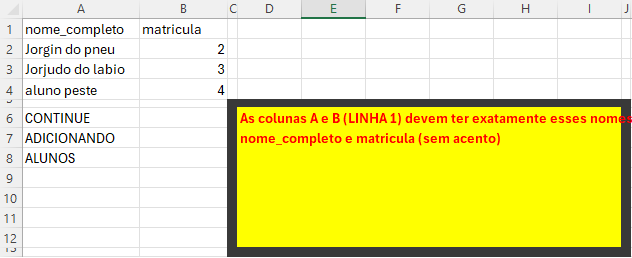 A B C D E F G H I J
1 nome_completo matricula
2 Jorgin do pneu 2
3 Jorjudo do labio 3
4 aluno peste 4
5
6 CONTINUE
7 ADICIONANDO
8 ALUNOS
As colunas A e B (LINHA 1) devem ter exatamente esses nomes
nome_completo e matricula (sem acento)
9
10
11
12
13